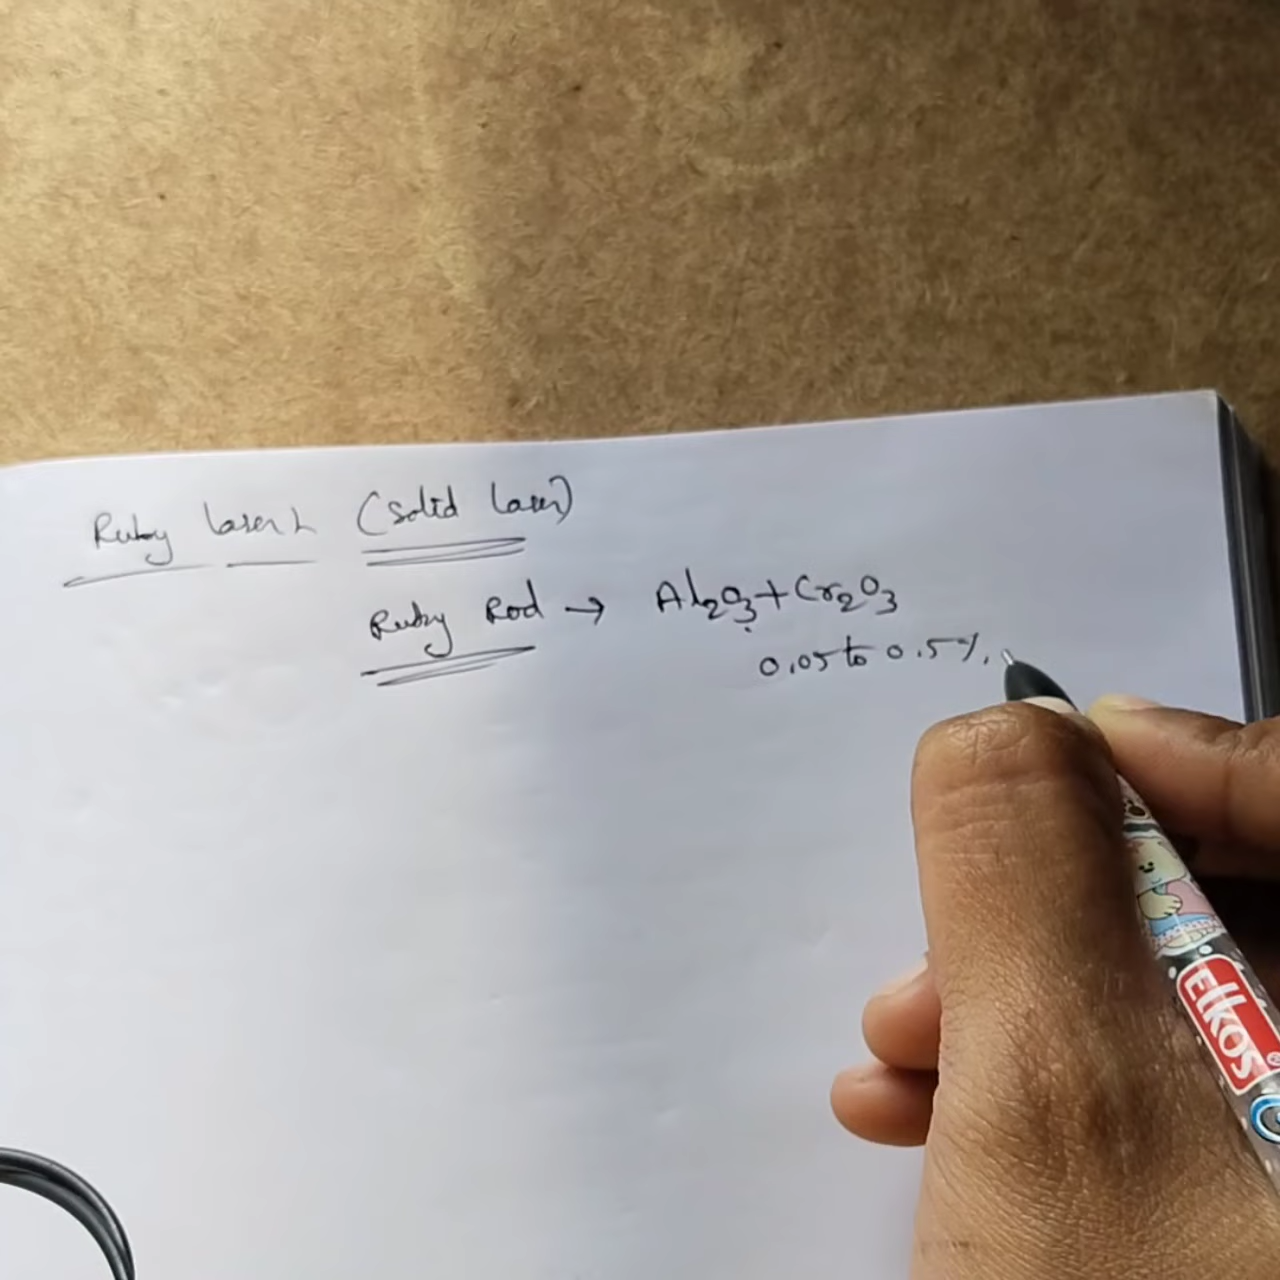 Ruby laser (Solid laser)
Ruby Rod → Al₂O₃ + Cr₂O₃
0.05 to 0.5%.
Elkos